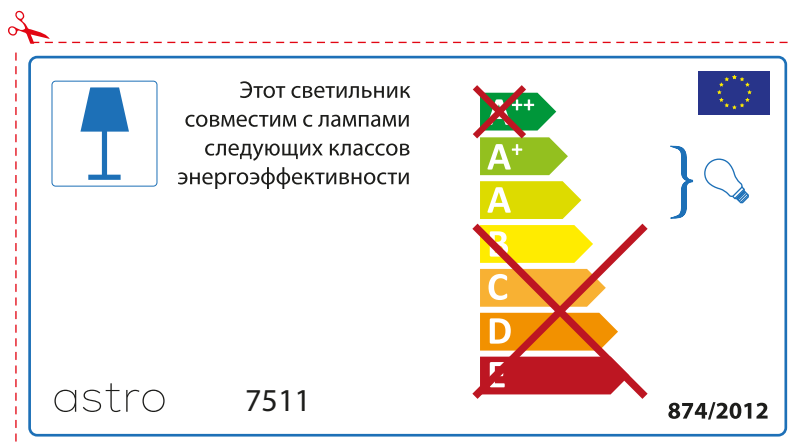 Этот светильник
совместим с лампами
следующих классов
энергоэффективности
A++
A+
A
B
C
D
E
astro
7511
874/2012